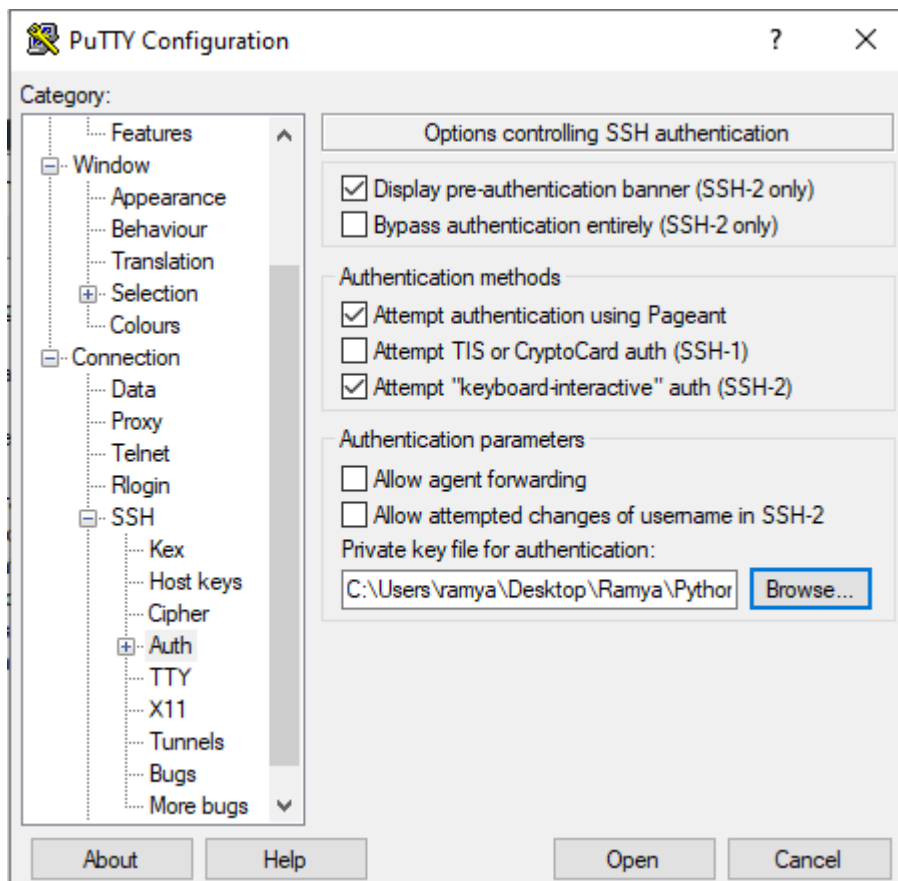 PuTTY Configuration
?
Category:
Features
Window
Appearance
Behaviour
Translation
Selection
Colours
Connection
Data
Proxy
Telnet
Rlogin
SSH
Kex
Host keys
Cipher
Auth
TTY
X11
Tunnels
Bugs
More bugs
Options controlling SSH authentication
Display pre-authentication banner (SSH-2 only)
Bypass authentication entirely (SSH-2 only)
Authentication methods
Attempt authentication using Pageant
Attempt TIS or CryptoCard auth (SSH-1)
Attempt "keyboard-interactive" auth (SSH-2)
Authentication parameters
Allow agent forwarding
Allow attempted changes of username in SSH-2
Private key file for authentication:
C:\Users\ramya\Desktop\Ramya\Python Browse...
About Help Open Cancel